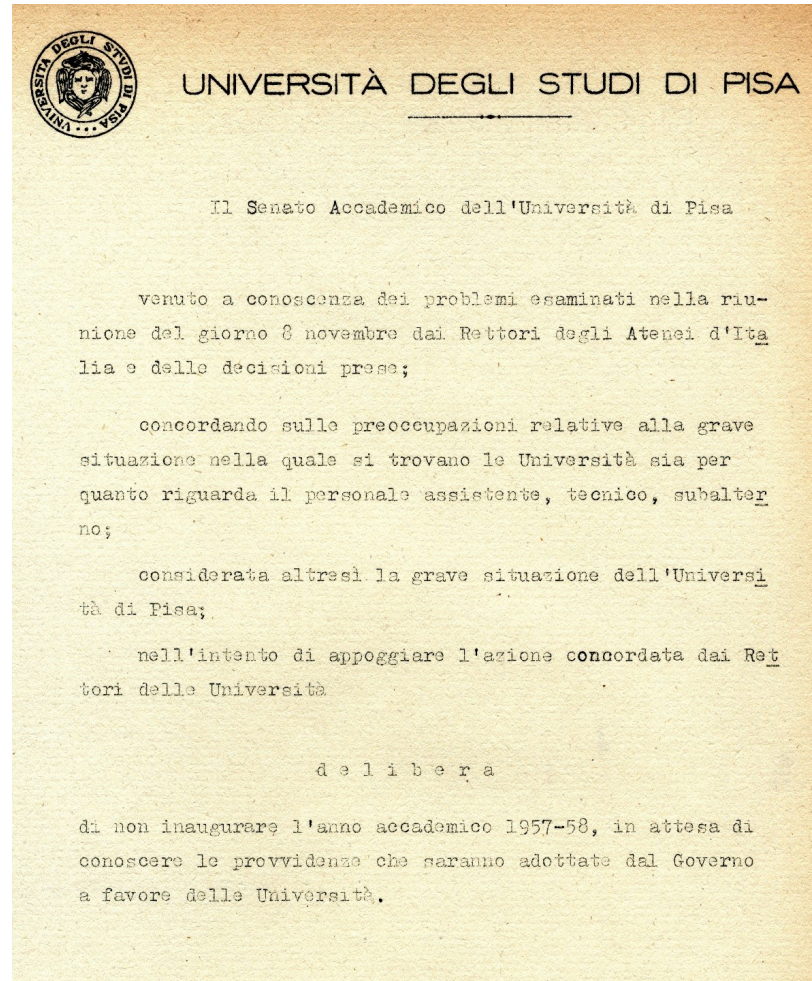 UNIVERSITÀ DEGLI STUDI DI PISA
UNIVERSITA DEGLI STVDI DI PISA
Il Senato Accademico dell'Università di Pisa
venuto a conoscenza dei problemi esaminati nella riu-
nione del giorno 8 novembre dai Rettori degli Atenei d'Ita
lia e delle decisioni prese;
concordando sulle preoccupazioni relative alla grave
situazione nella quale si trovano le Università sia per
quanto riguarda il personale assistente, tecnico, subalter
no;
considerata altresì la grave situazione dell'Universi
tà di Pisa;
nell'intento di appoggiare l'azione concordata dai Ret
tori delle Università
d e l i b e r a
di non inaugurare l'anno accademico 1957-58, in attesa di
conoscere le provvidenze che saranno adottate dal Governo
a favore delle Università.